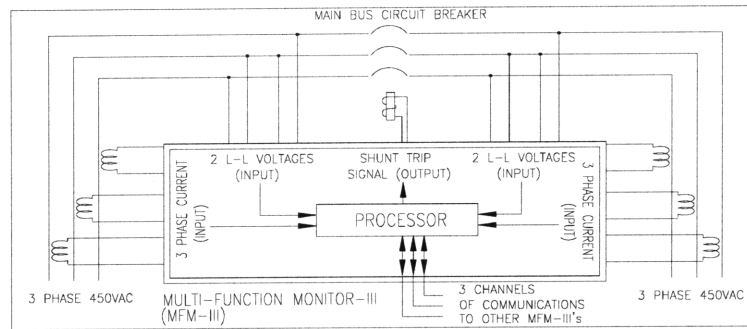 MAIN BUS CIRCUIT BREAKER
2 L-L VOLTAGES
(INPUT)
SHUNT TRIP
SIGNAL (OUTPUT)
2 L-L VOLTAGES
(INPUT)
3 PHASE CURRENT
(INPUT)
PROCESSOR
3 PHASE CURRENT
(INPUT)
3 PHASE 450VAC
MULTI-FUNCTION MONITOR-III
(MFM-III)
3 CHANNELS
OF COMMUNICATIONS
TO OTHER MFM-III's
3 PHASE 450VAC